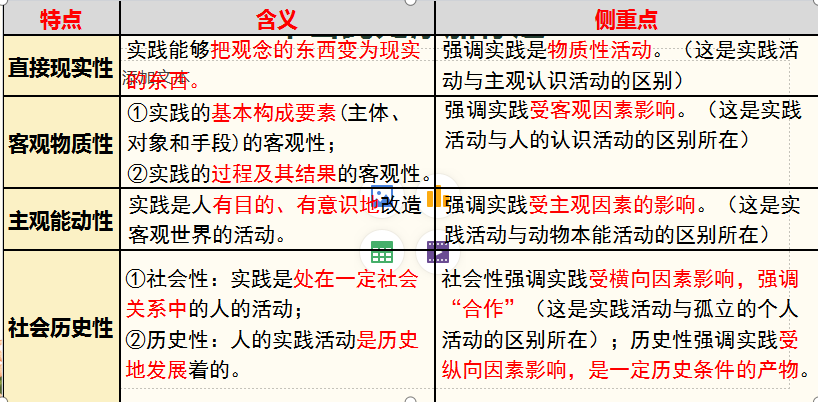 特点
含义
侧重点
直接现实性
实践能够把观念的东西变为现实
的东西。
强调实践是物质性活动。（这是实践活
动与主观认识活动的区别）
客观物质性
①实践的基本构成要素(主体、
对象和手段)的客观性；
②实践的过程及其结果的客观性。
强调实践受客观因素影响。（这是实践
活动与人的认识活动的区别所在）
主观能动性
实践是人有目的、有意识地改造
客观世界的活动。
强调实践受主观因素的影响。（这是实
践活动与动物本能活动的区别所在）
社会历史性
①社会性：实践是处在一定社会
关系中的人的活动；
②历史性：人的实践活动是历史
地发展着的。
社会性强调实践受横向因素影响，强调
“合作”（这是实践活动与孤立的个人
活动的区别所在）；历史性强调实践受
纵向因素影响，是一定历史条件的产物。